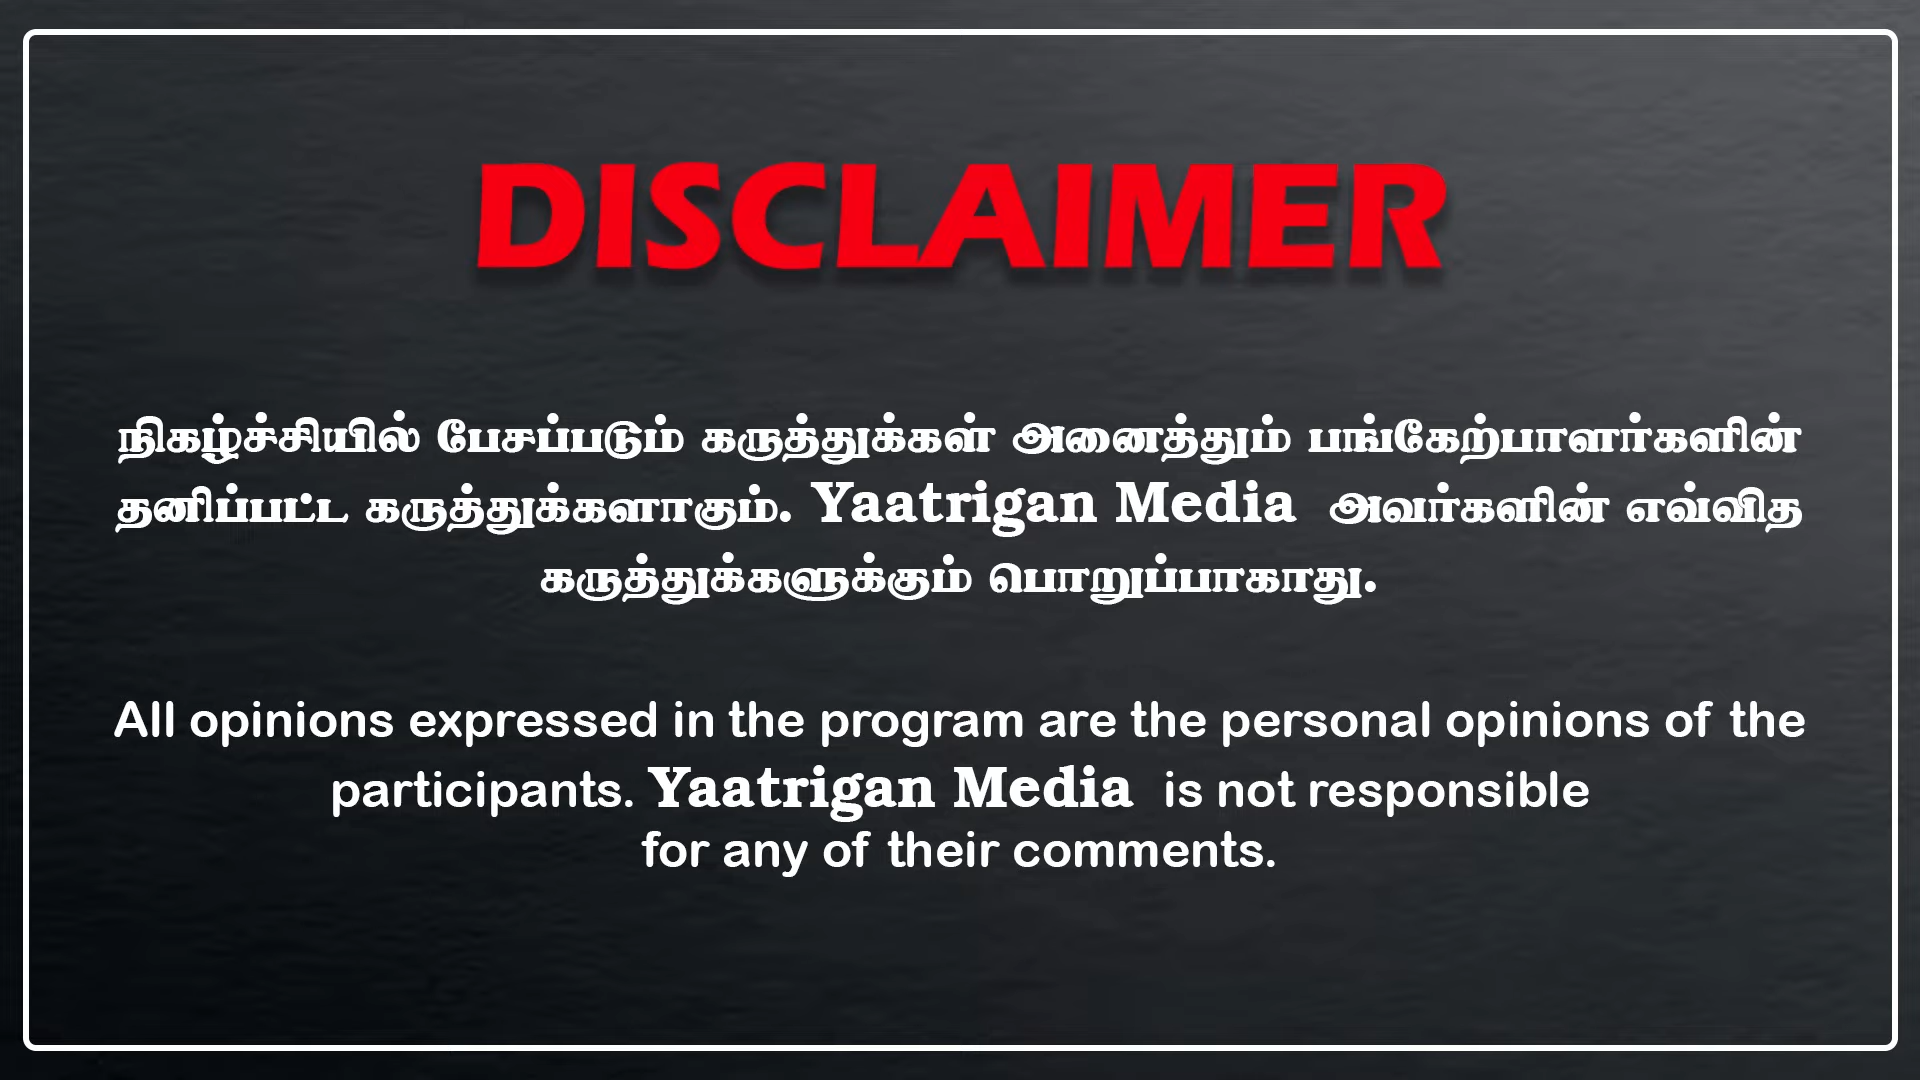 DISCLAIMER
நிகழ்ச்சியில் பேசப்படும் கருத்துக்கள் அனைத்தும் பங்கேற்பாளர்களின்
தனிப்பட்ட கருத்துக்களாகும். Yaatrigan Media அவர்களின் எவ்வித
கருத்துக்களுக்கும் பொறுப்பாகாது.
All opinions expressed in the program are the personal opinions of the
participants. Yaatrigan Media is not responsible
for any of their comments.